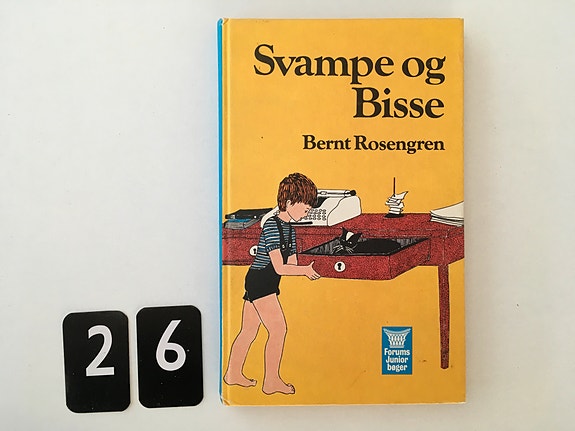 Svampe og
Bisse
Bernt Rosengren
Forums
Junior
bøger
2 6